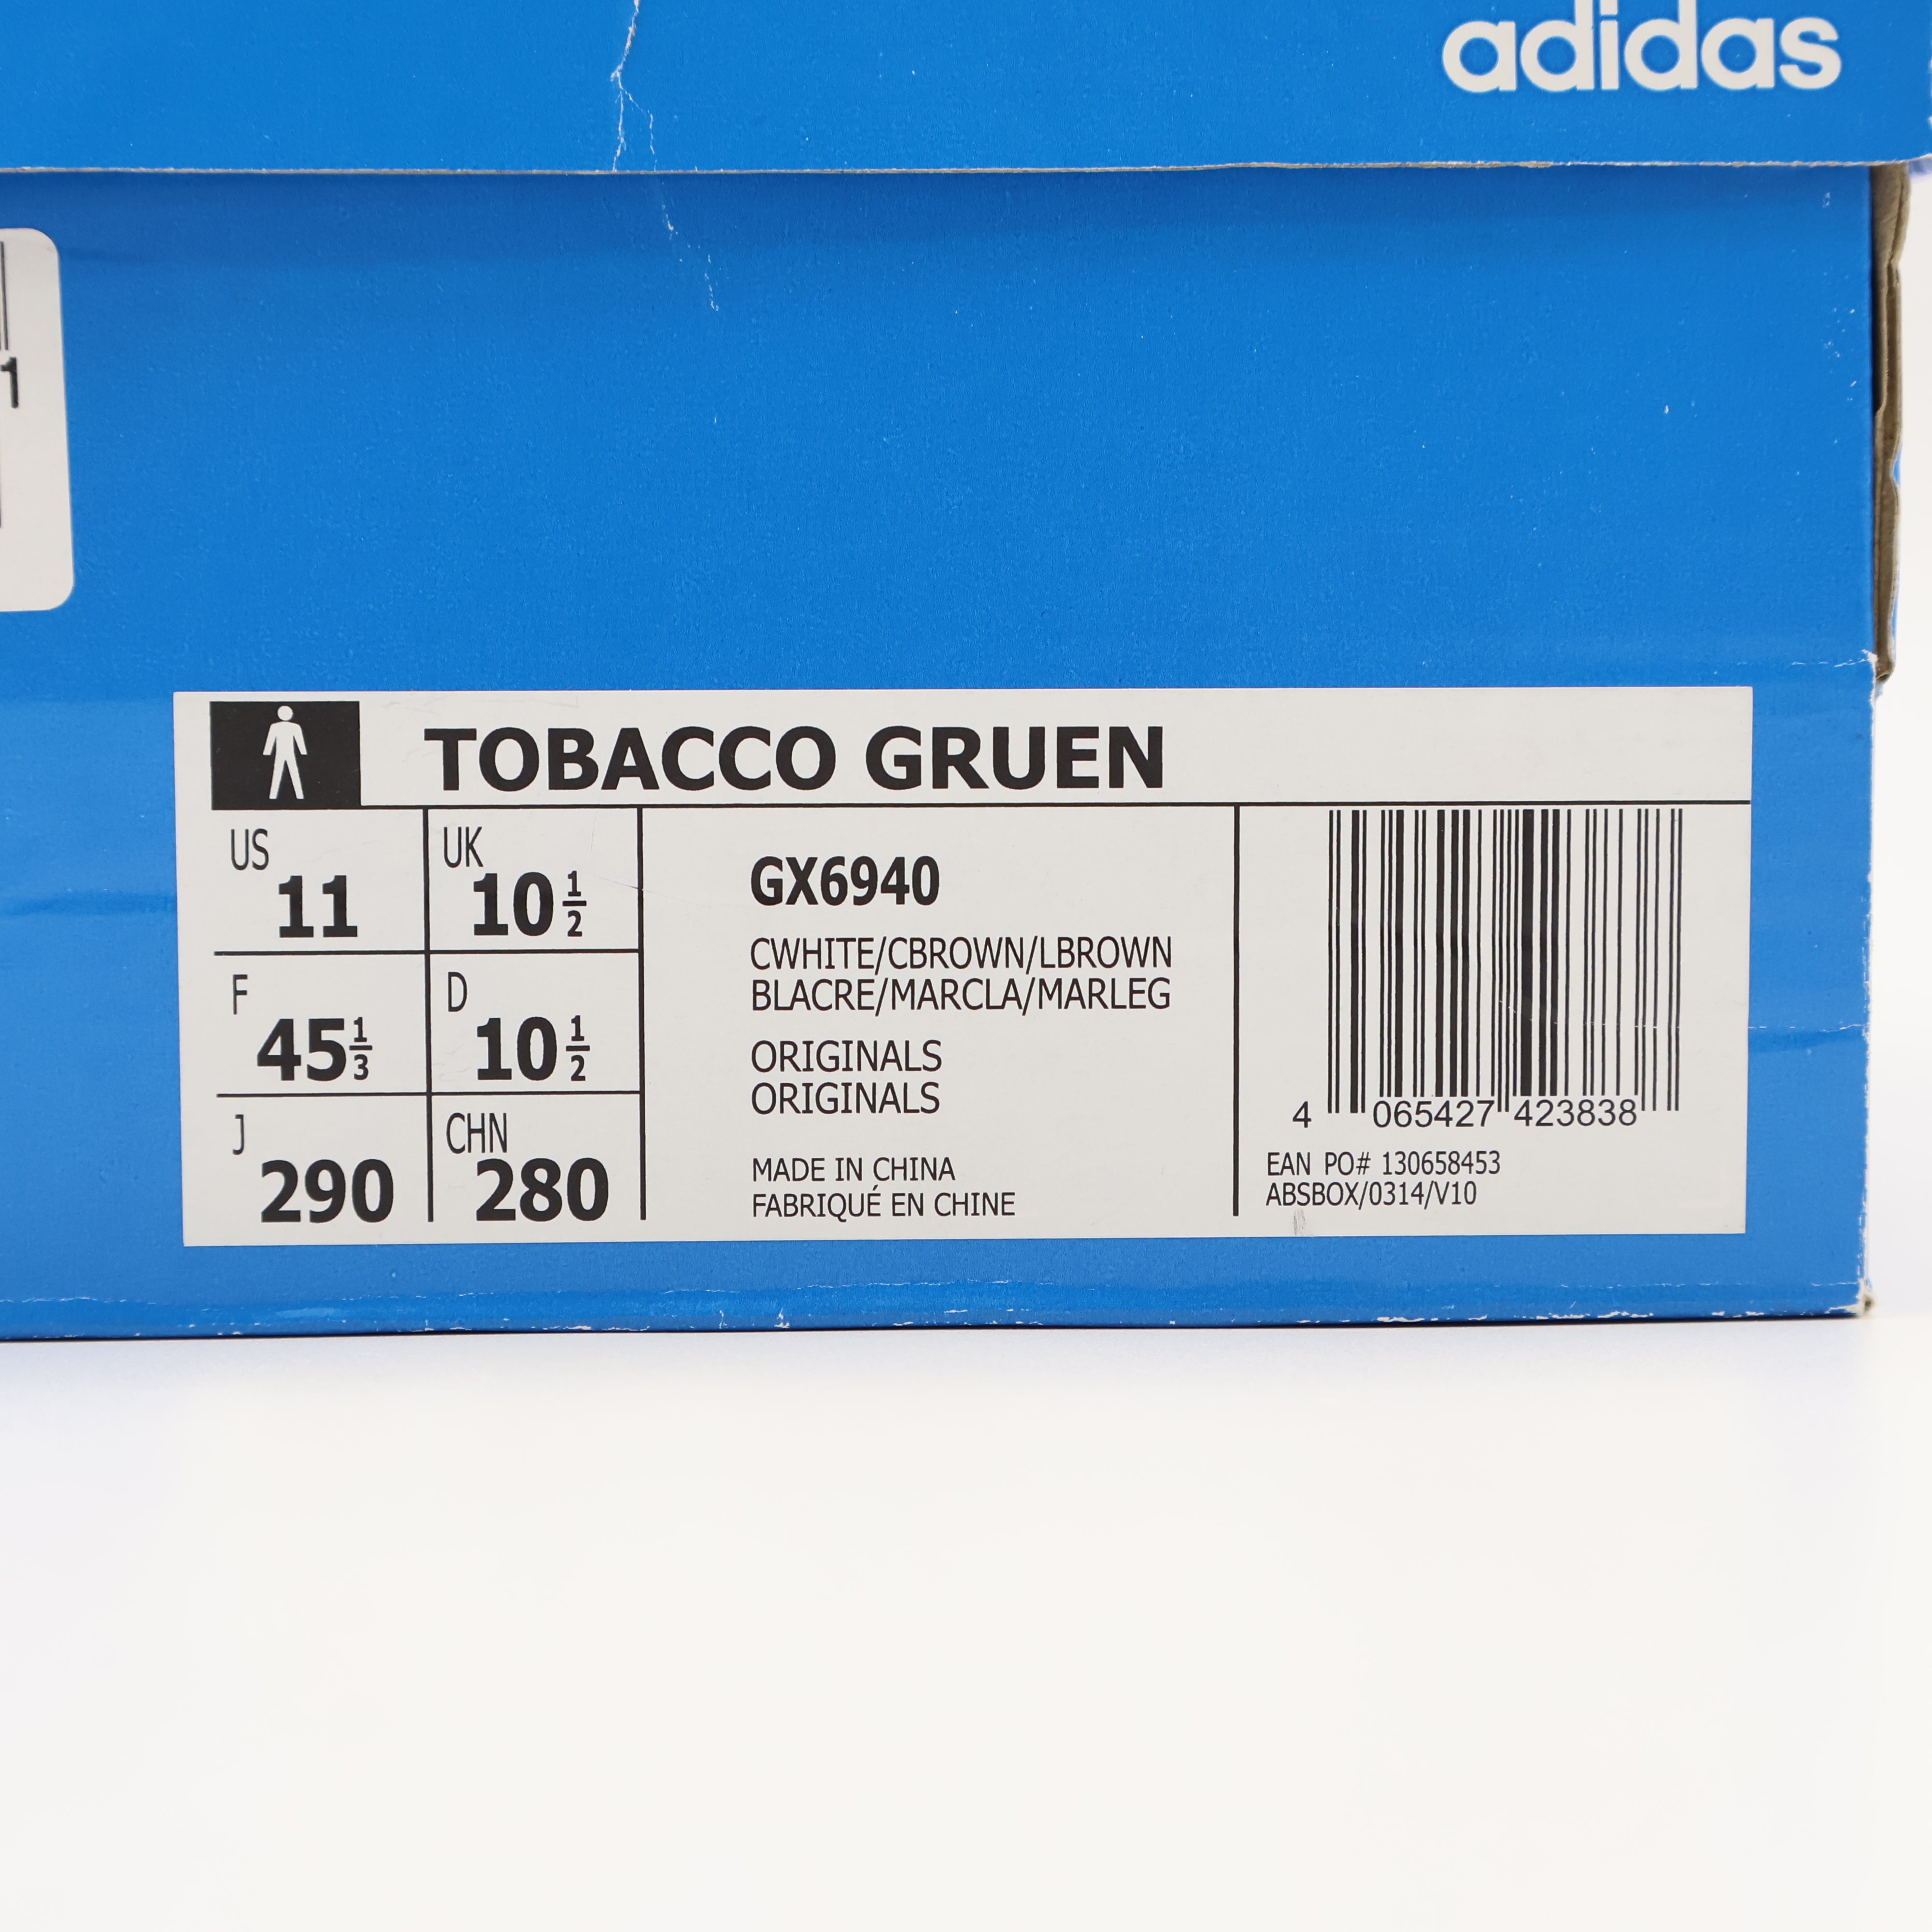 adidas
1
TOBACCO GRUEN
US
11
UK
10 1/2
F
45 1/3
D
10 1/2
J
290
CHN
280
GX6940
CWHITE/CBROWN/LBROWN
BLACRE/MARCLA/MARLEG
ORIGINALS
ORIGINALS
MADE IN CHINA
FABRIQUÉ EN CHINE
4 065427 423838
EAN PO# 130658453
ABSBOX/0314/V10